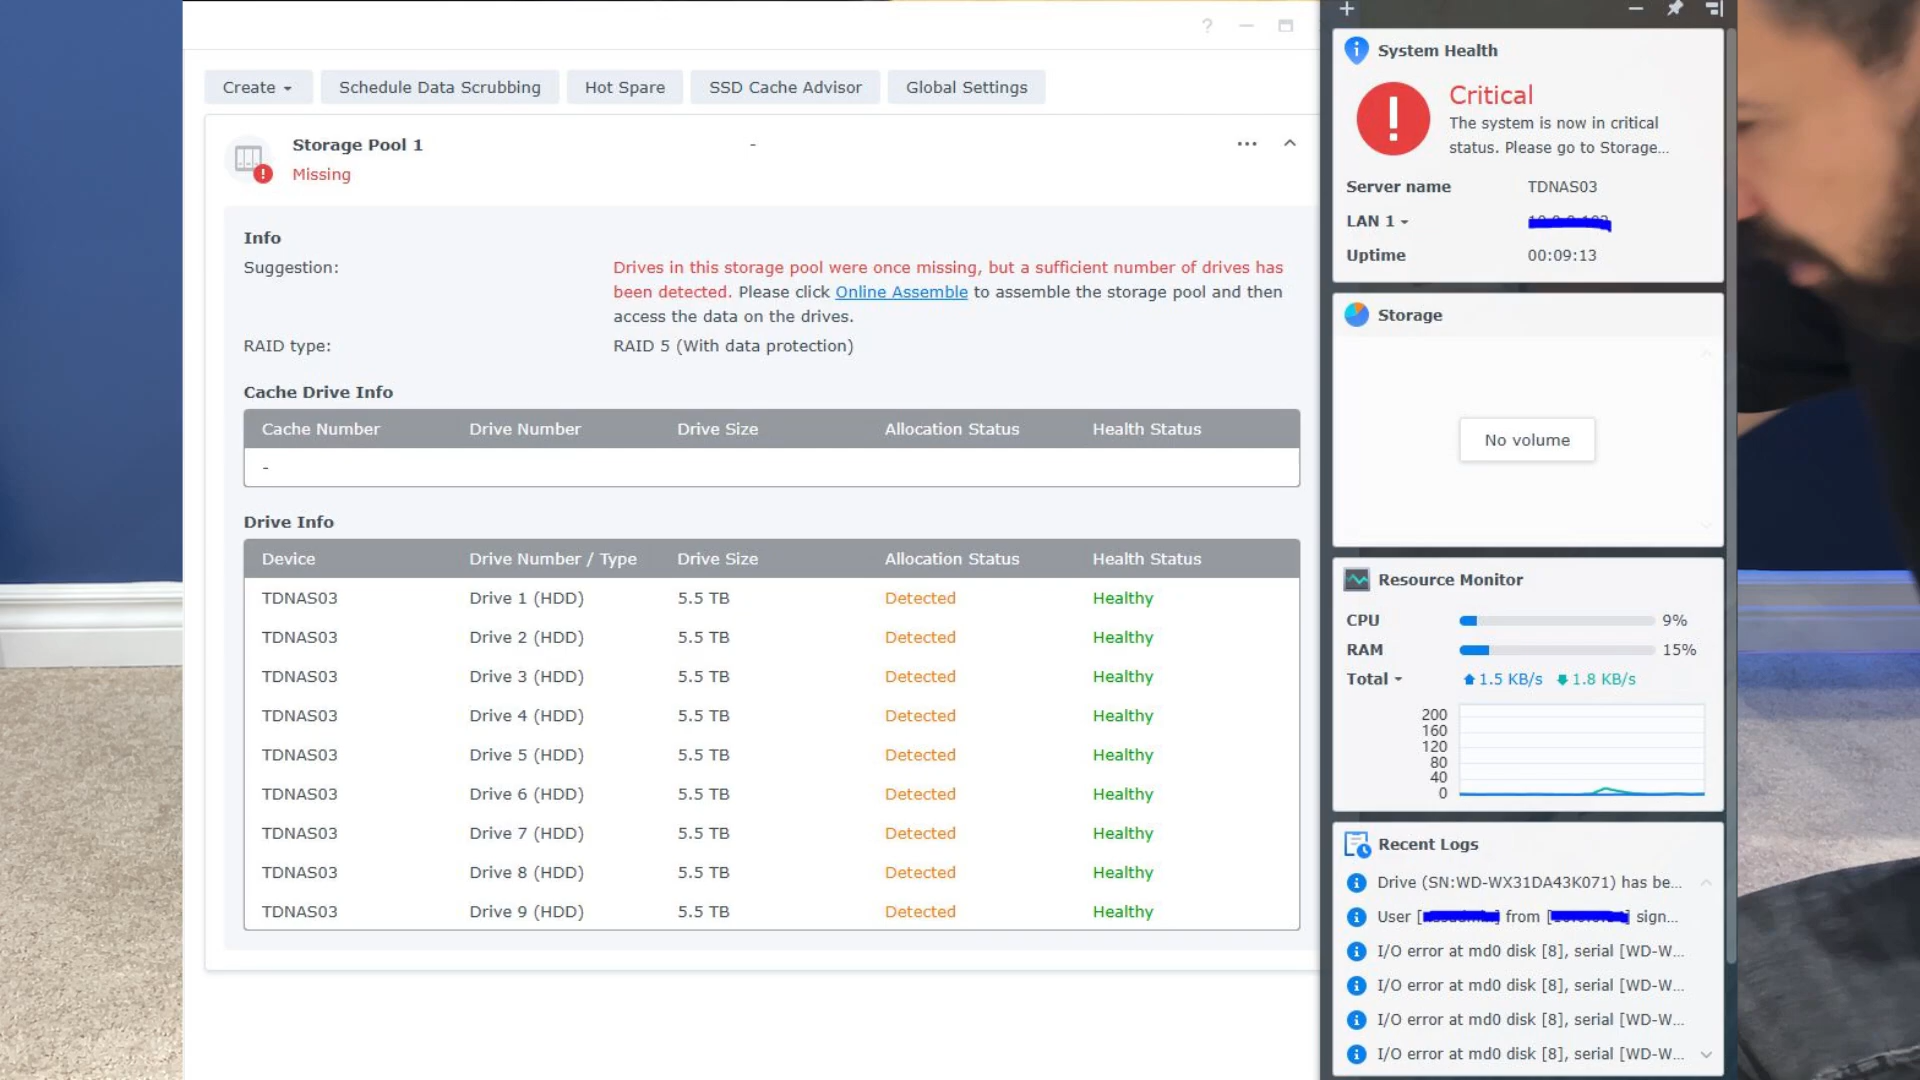 Create
Schedule Data Scrubbing
Hot Spare
SSD Cache Advisor
Global Settings
Storage Pool 1
-
Missing
Info
Suggestion:
Drives in this storage pool were once missing, but a sufficient number of drives has
been detected. Please click Online Assemble to assemble the storage pool and then
access the data on the drives.
RAID type:
RAID 5 (With data protection)
Cache Drive Info
Cache Number Drive Number Drive Size Allocation Status Health Status
-
Drive Info
Device Drive Number / Type Drive Size Allocation Status Health Status
TDNAS03 Drive 1 (HDD) 5.5 TB Detected Healthy
TDNAS03 Drive 2 (HDD) 5.5 TB Detected Healthy
TDNAS03 Drive 3 (HDD) 5.5 TB Detected Healthy
TDNAS03 Drive 4 (HDD) 5.5 TB Detected Healthy
TDNAS03 Drive 5 (HDD) 5.5 TB Detected Healthy
TDNAS03 Drive 6 (HDD) 5.5 TB Detected Healthy
TDNAS03 Drive 7 (HDD) 5.5 TB Detected Healthy
TDNAS03 Drive 8 (HDD) 5.5 TB Detected Healthy
TDNAS03 Drive 9 (HDD) 5.5 TB Detected Healthy
System Health
Critical
The system is now in critical
status. Please go to Storage...
Server name TDNAS03
LAN 1
Uptime 00:09:13
Storage
No volume
Resource Monitor
CPU 9%
RAM 15%
Total 1.5 KB/s 1.8 KB/s
200
160
120
80
40
0
Recent Logs
Drive (SN:WD-WX31DA43K071) has be...
User [ ] from [ ] sign...
I/O error at md0 disk [8], serial [WD-W...
I/O error at md0 disk [8], serial [WD-W...
I/O error at md0 disk [8], serial [WD-W...
I/O error at md0 disk [8], serial [WD-W...